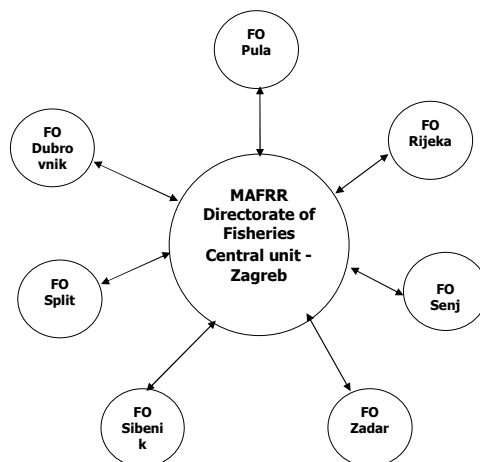 FO
Pula
FO
Rijeka
FO
Dubro
vnik
MAFRR
Directorate of
Fisheries
Central unit -
Zagreb
FO
Split
FO
Senj
FO
Sibeni
k
FO
Zadar